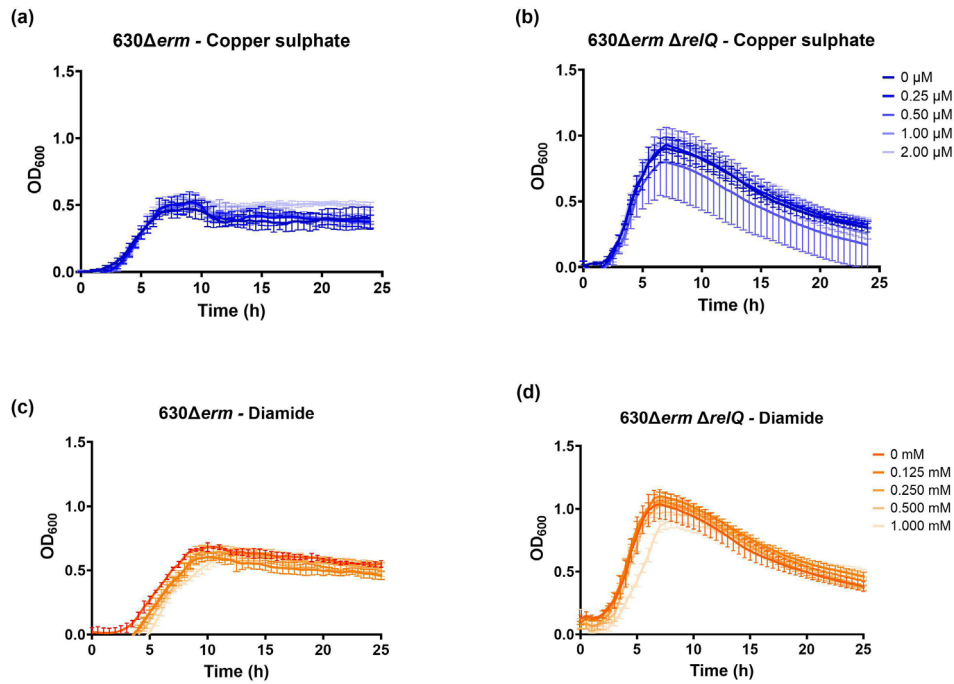 (a)
630Δerm - Copper sulphate
1.5
1.0
0.5
0.0
OD600
0 5 10 15 20 25
Time (h)
(b)
630Δerm ΔrelQ - Copper sulphate
1.5
1.0
0.5
0.0
OD600
0 5 10 15 20 25
Time (h)
0 µM
0.25 µM
0.50 µM
1.00 µM
2.00 µM
(c)
630Δerm - Diamide
1.5
1.0
0.5
0.0
OD600
0 5 10 15 20 25
Time (h)
(d)
630Δerm ΔrelQ - Diamide
1.5
1.0
0.5
0.0
OD600
0 5 10 15 20 25
Time (h)
0 mM
0.125 mM
0.250 mM
0.500 mM
1.000 mM